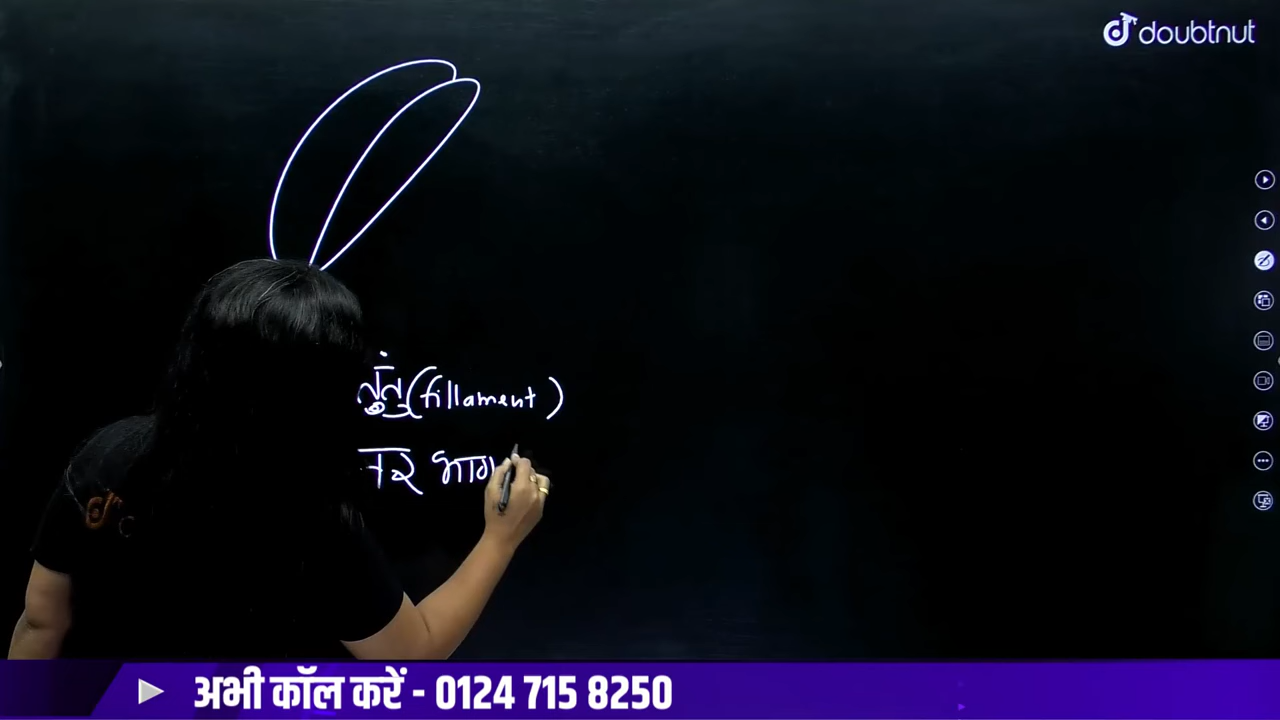 doubtnut
(fillament)
नर भाग
अभी कॉल करें - 0124 715 8250